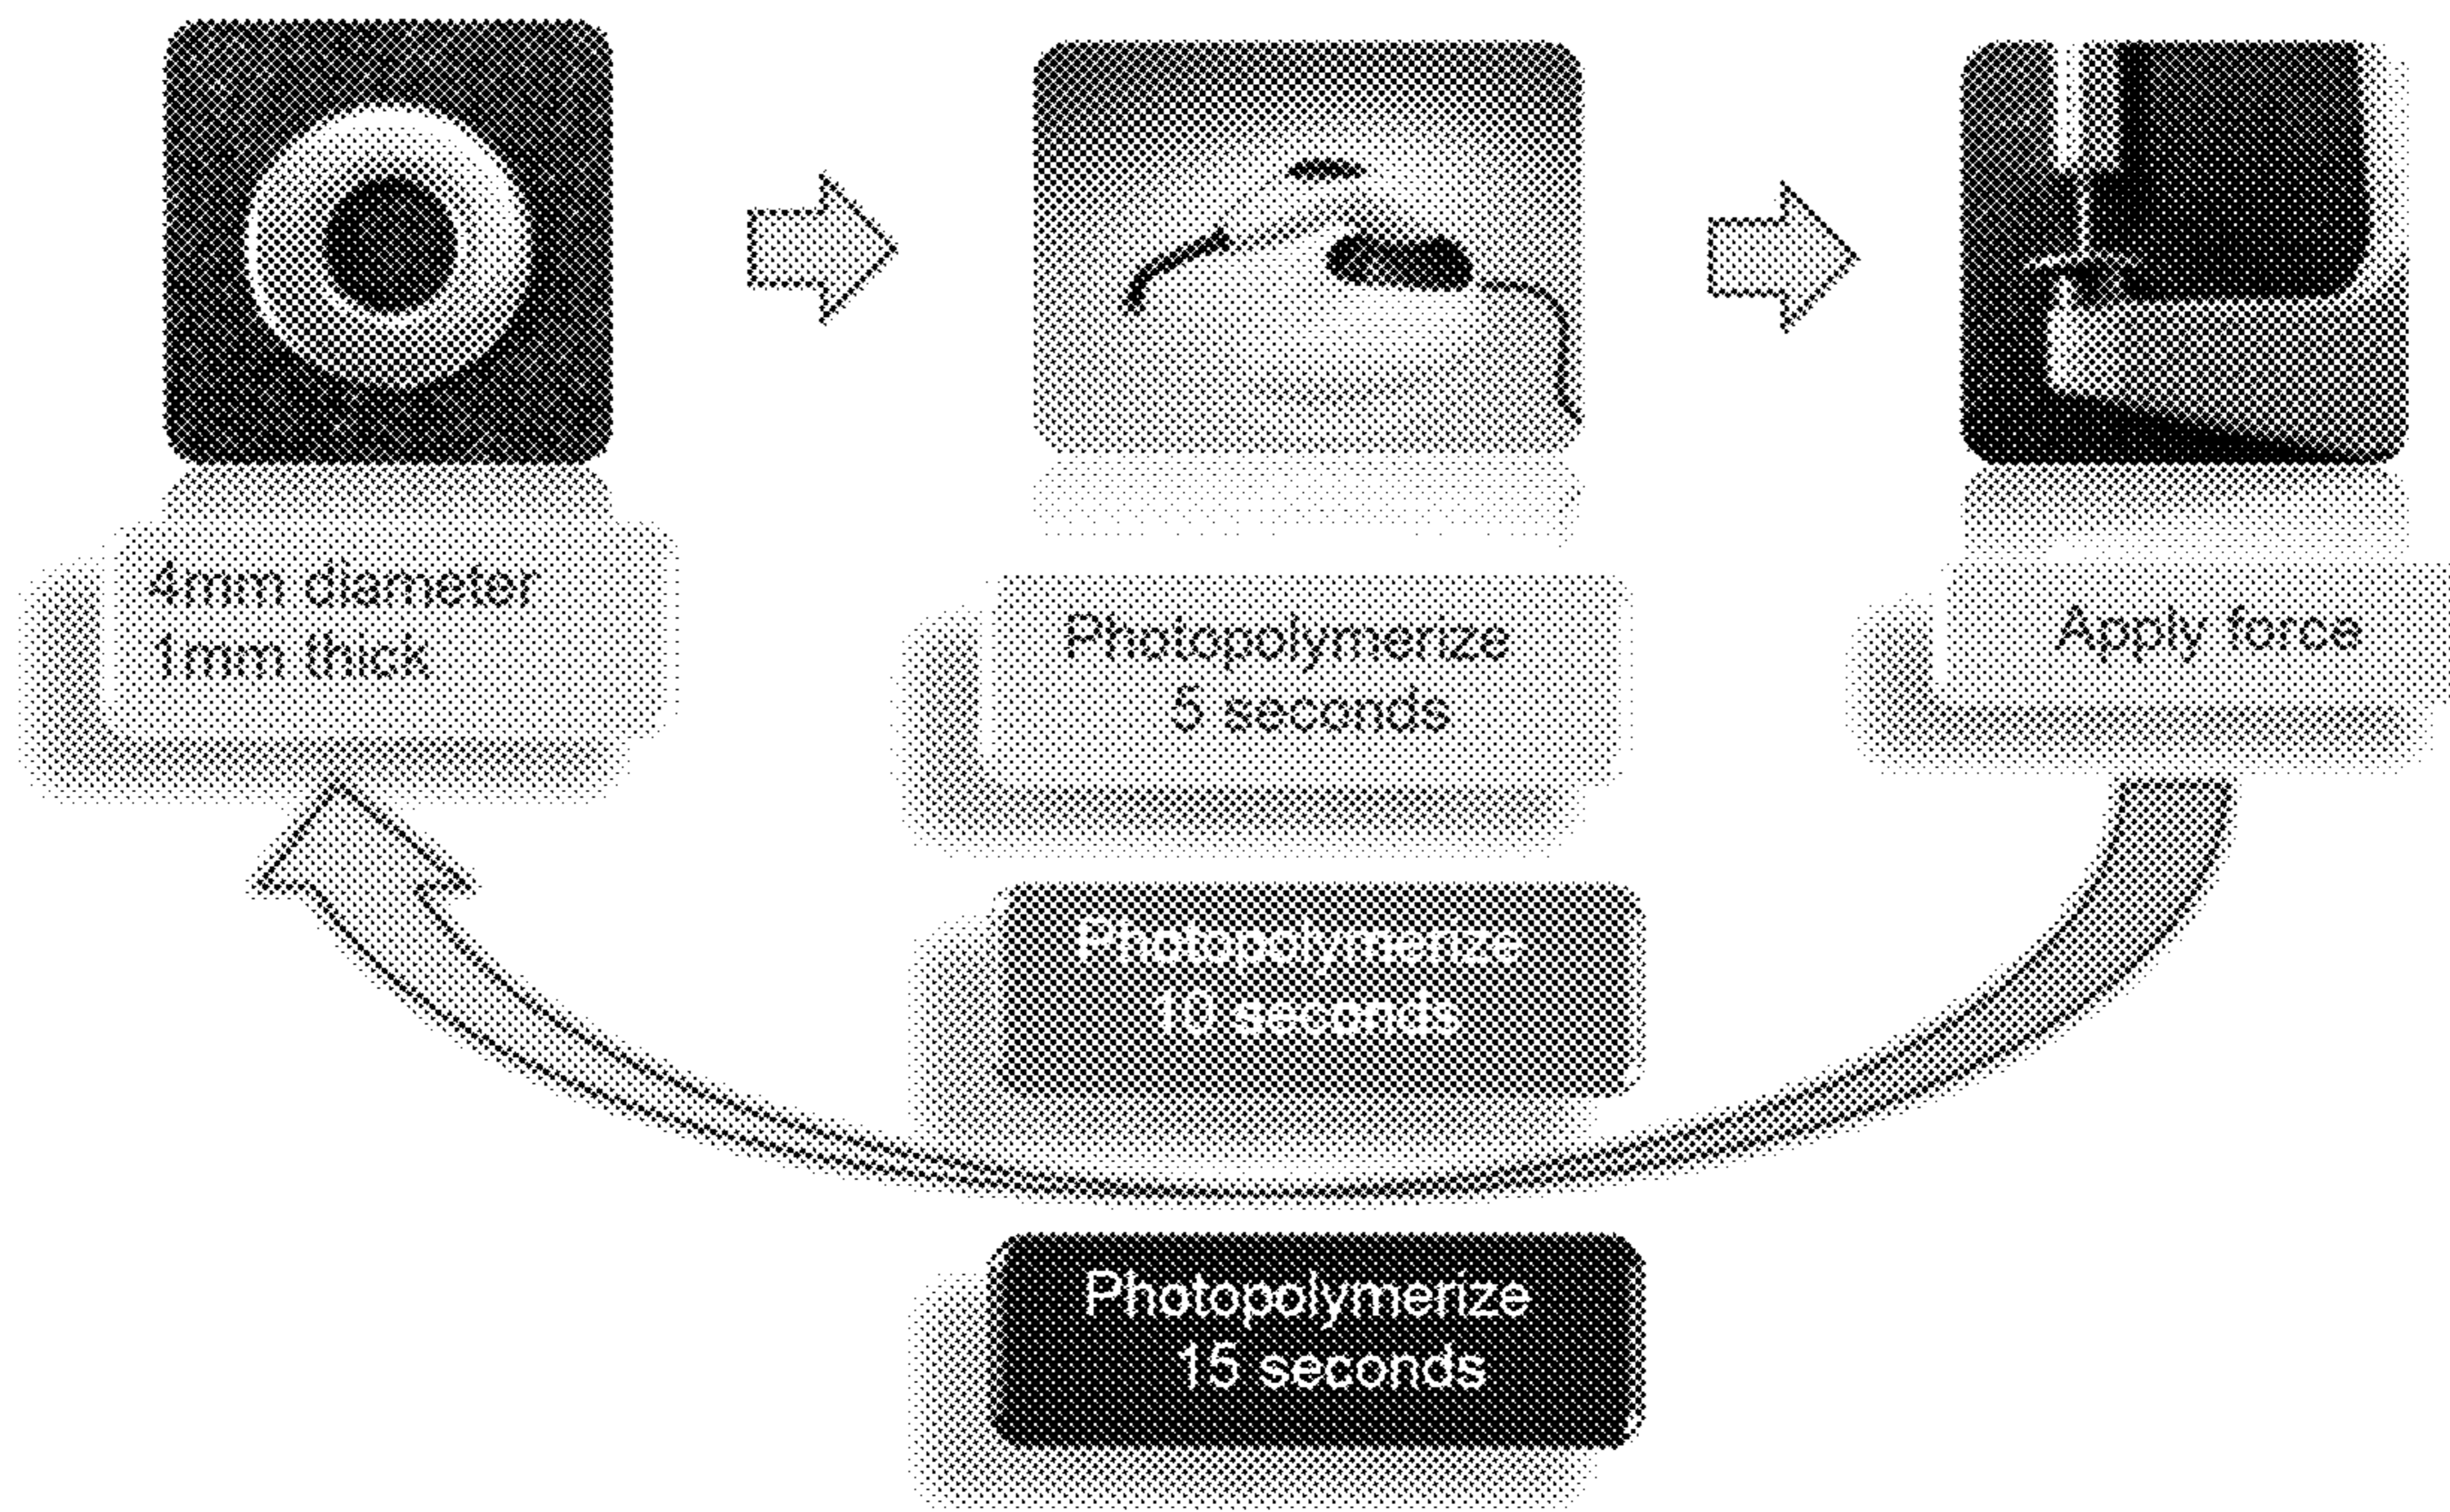 4mm diameter
1mm thick
Photopolymerize
5 seconds
Apply force
Photopolymerize
10 seconds
Photopolymerize
15 seconds